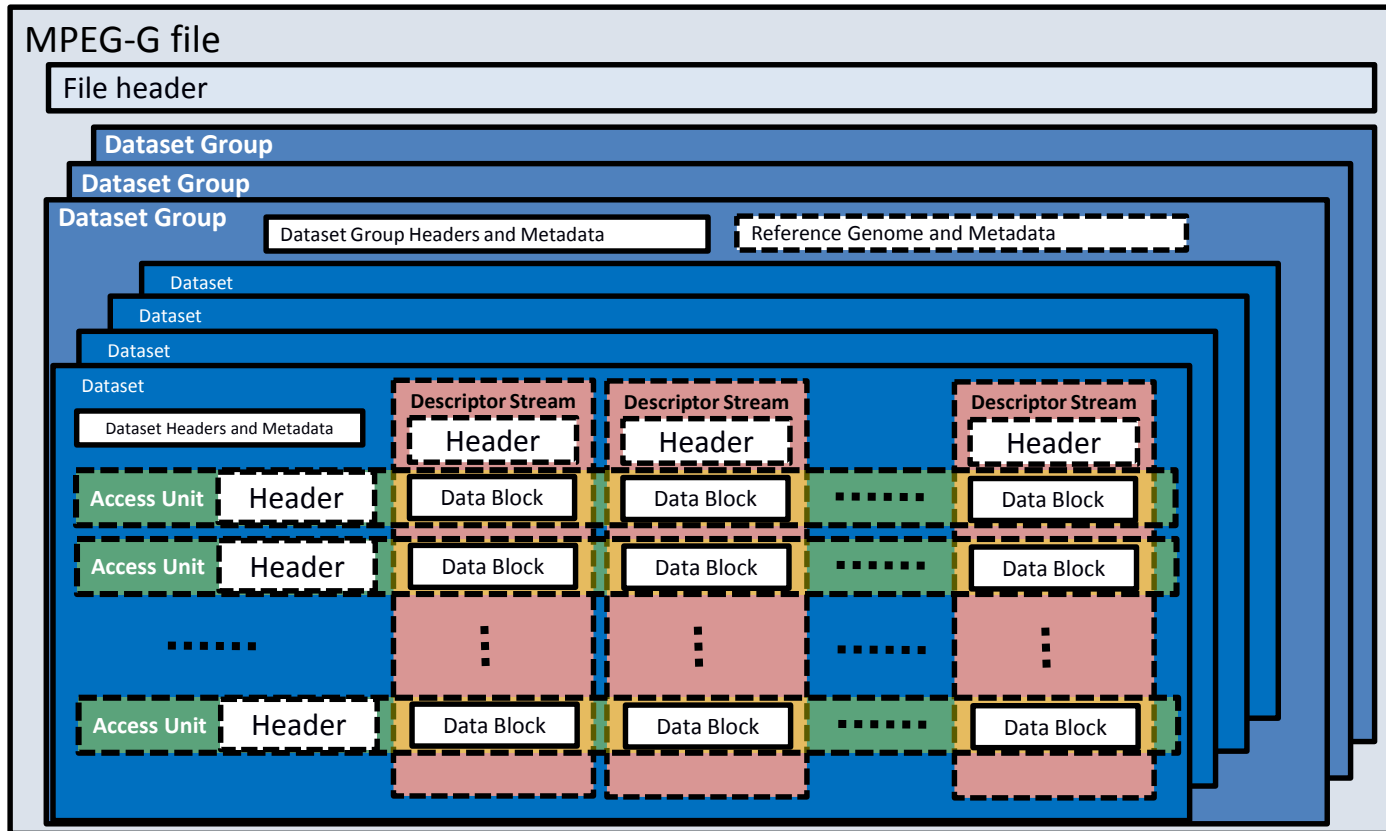 MPEG-G file
File header
Dataset Group
Dataset Group
Dataset Group
Dataset Group Headers and Metadata
Reference Genome and Metadata
Dataset
Dataset
Dataset
Dataset
Dataset Headers and Metadata
Descriptor Stream Descriptor Stream Descriptor Stream
Header Header Header
Access Unit Header Data Block Data Block Data Block
Access Unit Header Data Block Data Block Data Block
Access Unit Header Data Block Data Block Data Block